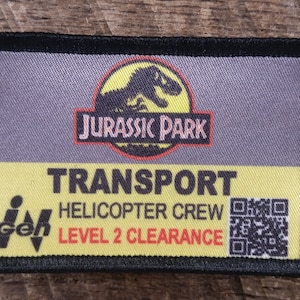 JURASSIC PARK
TRANSPORT
HELICOPTER CREW
LEVEL 2 CLEARANCE